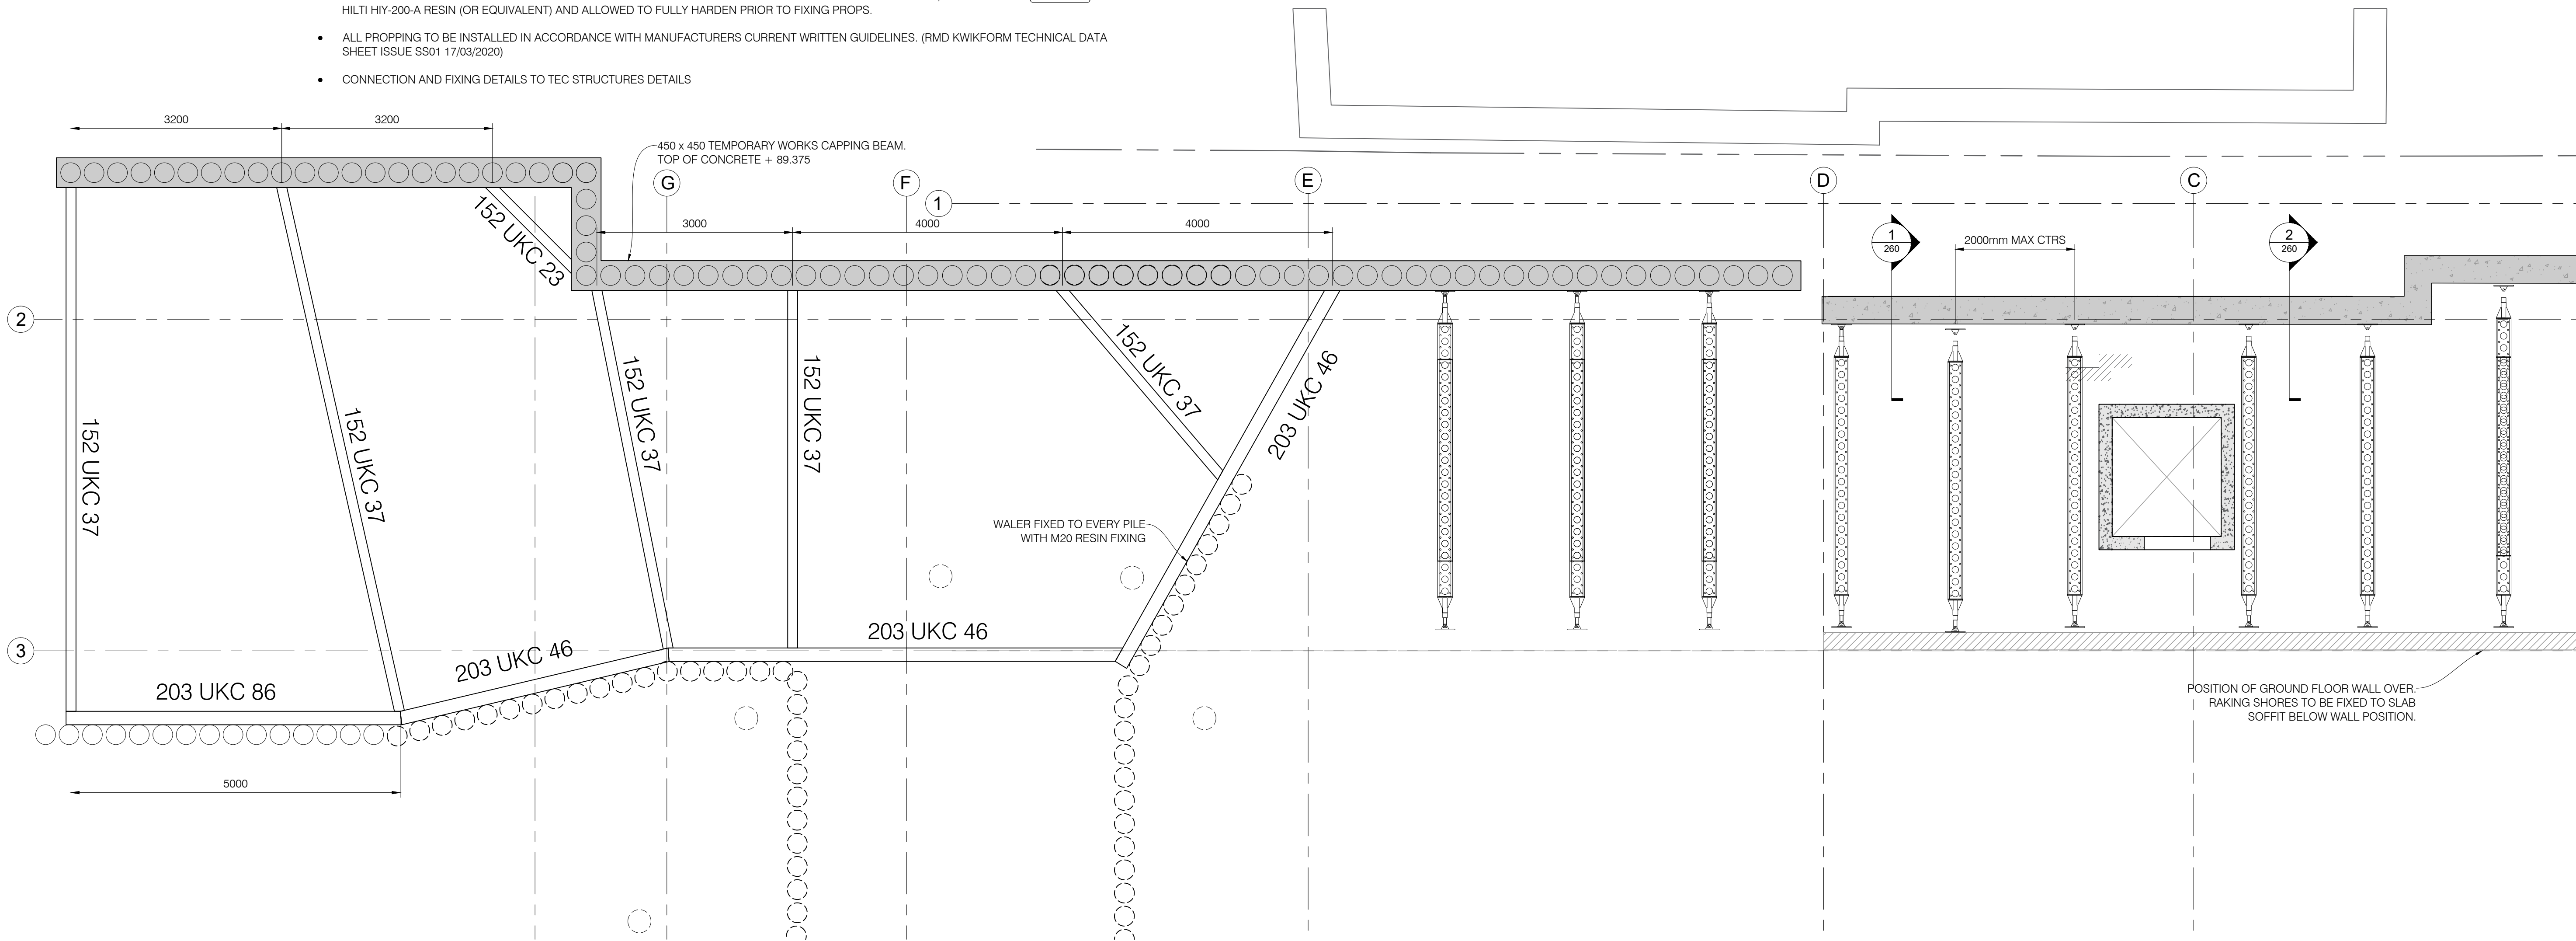 HILTI HIY-200-A RESIN (OR EQUIVALENT) AND ALLOWED TO FULLY HARDEN PRIOR TO FIXING PROPS.
• ALL PROPPING TO BE INSTALLED IN ACCORDANCE WITH MANUFACTURERS CURRENT WRITTEN GUIDELINES. (RMD KWIKFORM TECHNICAL DATA
SHEET ISSUE SS01 17/03/2020)
• CONNECTION AND FIXING DETAILS TO TEC STRUCTURES DETAILS
3200
3200
450 x 450 TEMPORARY WORKS CAPPING BEAM.
TOP OF CONCRETE + 89.375
G
F
E
D
C
1
152 UKC 23
3000
4000
4000
1
260
2000mm MAX CTRS
2
260
2
152 UKC 37
152 UKC 37
152 UKC 37
152 UKC 37
152 UKC 37
203 UKC 46
WALER FIXED TO EVERY PILE
WITH M20 RESIN FIXING
3
203 UKC 46
203 UKC 46
203 UKC 86
POSITION OF GROUND FLOOR WALL OVER.
RAKING SHORES TO BE FIXED TO SLAB
SOFFIT BELOW WALL POSITION.
5000